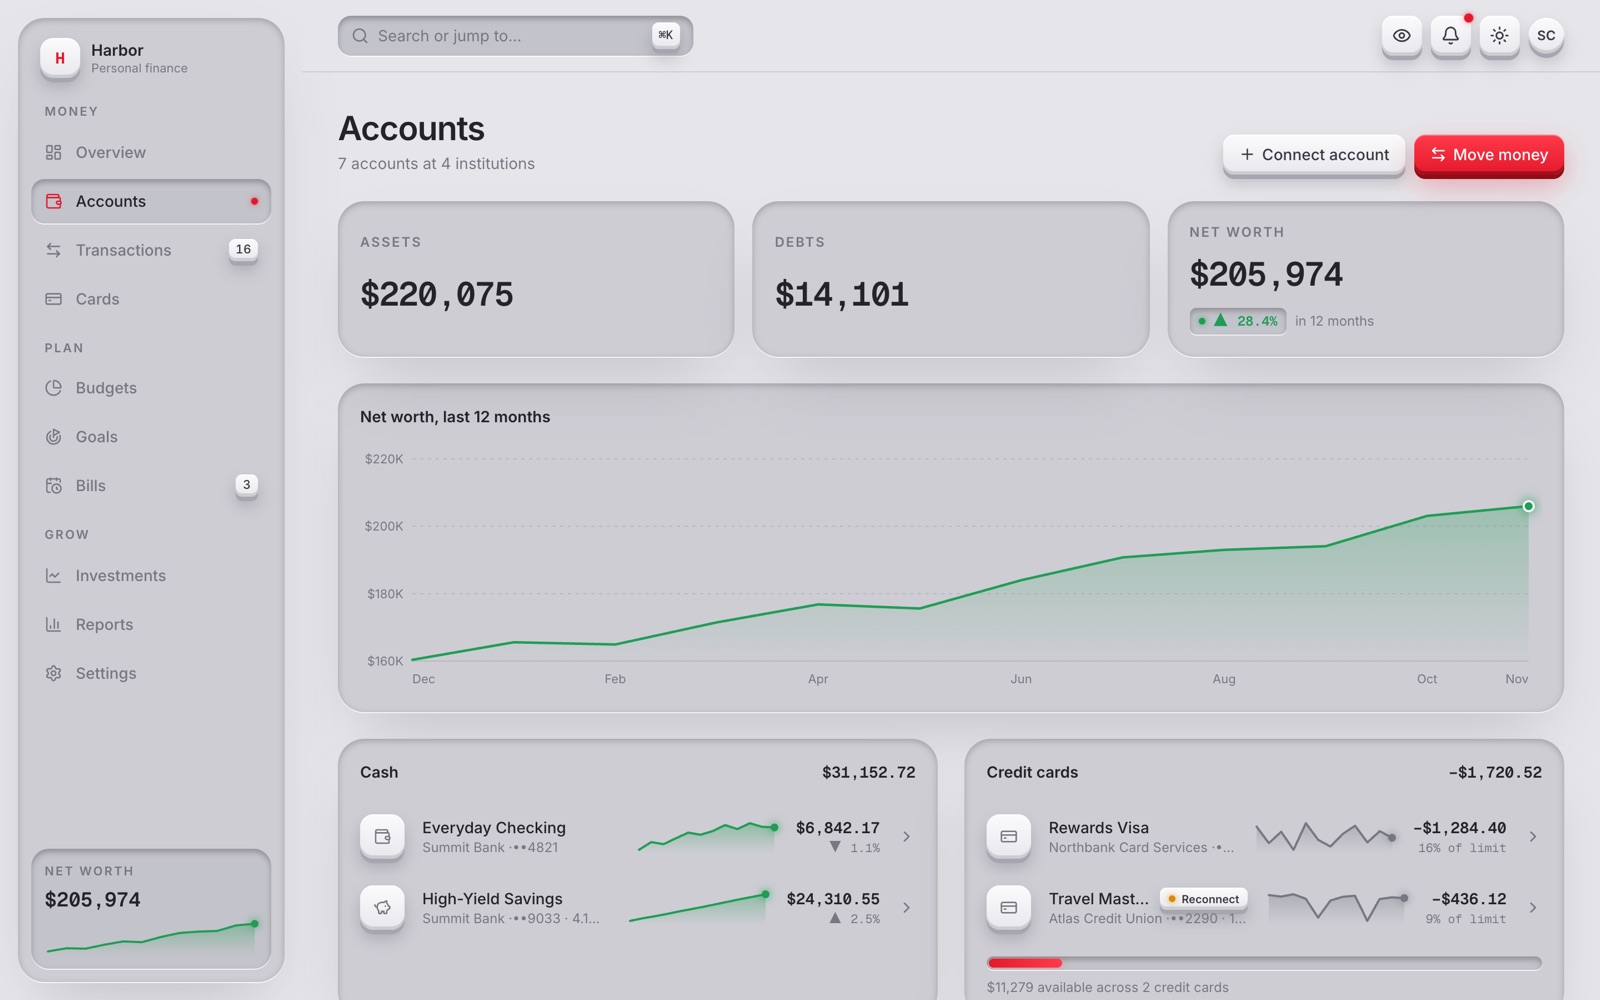 H
Harbor
Personal finance
MONEY
Overview
Accounts
Transactions 16
Cards
PLAN
Budgets
Goals
Bills 3
GROW
Investments
Reports
Settings
NET WORTH
$205,974
Search or jump to... ⌘K
SC
Accounts
7 accounts at 4 institutions
Connect account
Move money
ASSETS
$220,075
DEBTS
$14,101
NET WORTH
$205,974
▲ 28.4% in 12 months
Net worth, last 12 months
$220K
$200K
$180K
$160K
Dec Feb Apr Jun Aug Oct Nov
Cash $31,152.72
Everyday Checking $6,842.17
Summit Bank ·••4821 ▼ 1.1%
High-Yield Savings $24,310.55
Summit Bank ·••9033 · 4.1... ▲ 2.5%
Credit cards −$1,720.52
Rewards Visa −$1,284.40
Northbank Card Services ·•... 16% of limit
Travel Mast... Reconnect −$436.12
Atlas Credit Union ·••2290 · 1... 9% of limit
$11,279 available across 2 credit cards